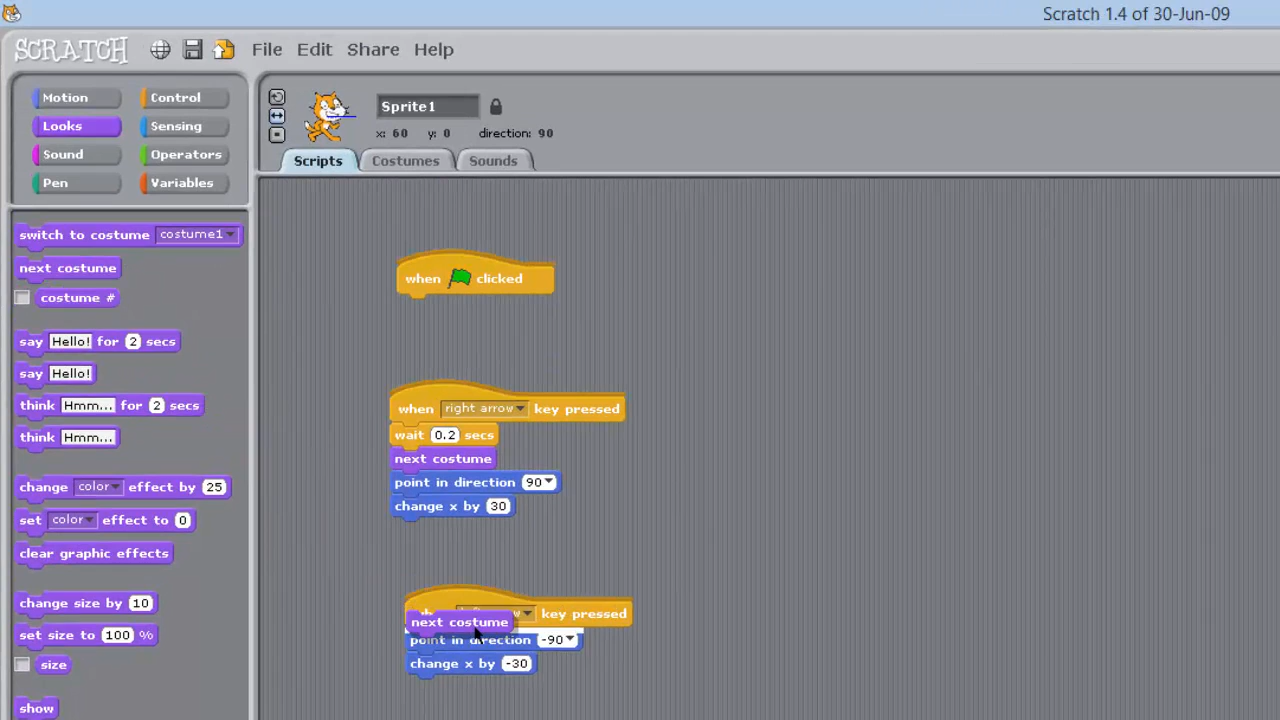 Scratch 1.4 of 30-Jun-09
SCRATCH File Edit Share Help
Motion Control
Looks Sensing
Sound Operators
Pen Variables
Sprite1
x: 60 y: 0 direction: 90
Scripts Costumes Sounds
switch to costume costume1
next costume
costume #
say Hello! for 2 secs
say Hello!
think Hmm... for 2 secs
think Hmm...
change color effect by 25
set color effect to 0
clear graphic effects
change size by 10
set size to 100 %
size
show
when clicked
when right arrow key pressed
wait 0.2 secs
next costume
point in direction 90
change x by 30
key pressed
next costume
point in direction -90
change x by -30